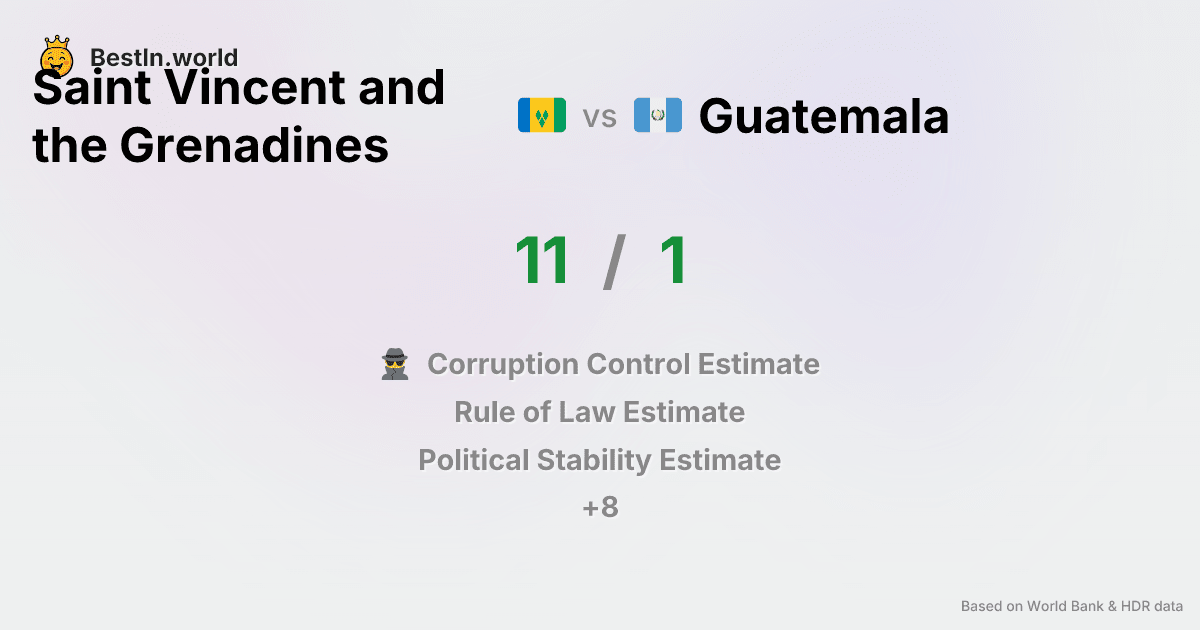 BestIn.world
Saint Vincent and
the Grenadines
vs
Guatemala
11 / 1
Corruption Control Estimate
Rule of Law Estimate
Political Stability Estimate
+8
Based on World Bank & HDR data